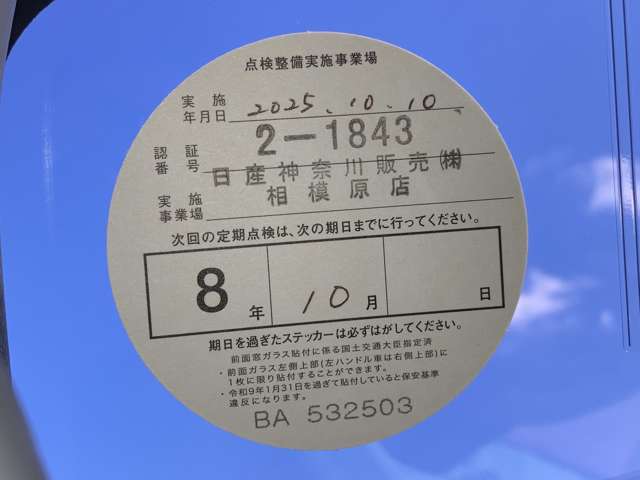 点検整備実施事業場
実施年月日 2025.10.10
認証番号 2-1843
実施事業場 日産神奈川販売㈱
相模原店
次回の定期点検は、次の期日までに行ってください。
8年 10月 日
期日を過ぎたステッカーは必ずはがしてください。
前面窓ガラス貼付に係る国土交通大臣指定済
・前面ガラス左側上部(左ハンドル車は右側上部)に
1枚に限り貼付することができます。
・令和9年1月31日を過ぎて貼付していると保安基準
違反になります。
BA 532503